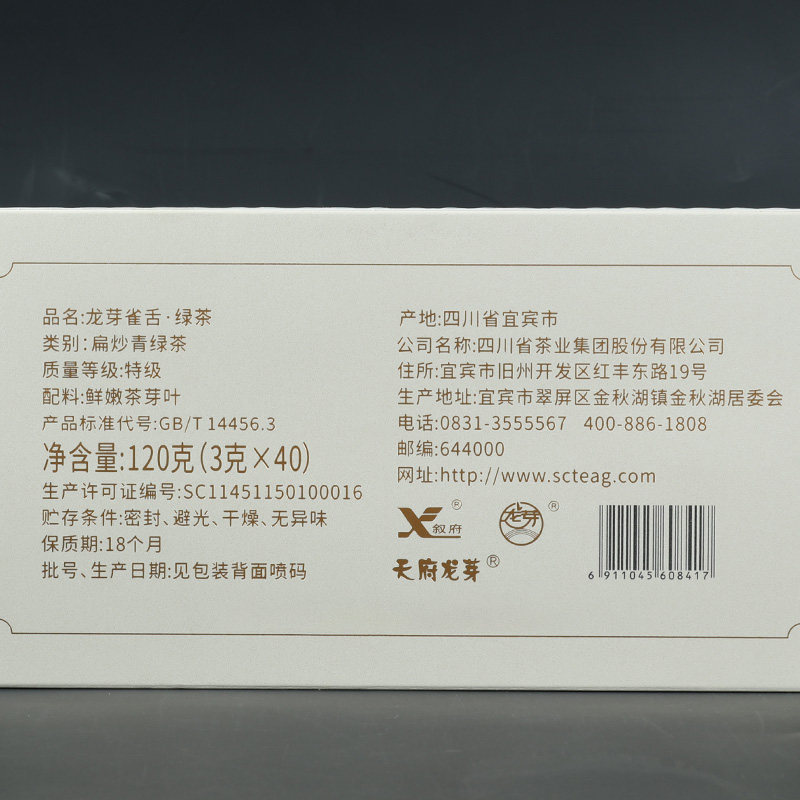 品名:龙芽雀舌·绿茶
类别:扁炒青绿茶
质量等级:特级
配料:鲜嫩茶芽叶
产品标准代号:GB/T 14456.3
净含量:120克(3克×40)
生产许可证编号:SC11451150100016
贮存条件:密封、避光、干燥、无异味
保质期:18个月
批号、生产日期:见包装背面喷码
产地:四川省宜宾市
公司名称:四川省茶业集团股份有限公司
住所:宜宾市旧州开发区红丰东路19号
生产地址:宜宾市翠屏区金秋湖镇金秋湖居委会
电话:0831-3555567 400-886-1808
邮编:644000
网址:http://www.scteag.com
叙府®
龙芽®
天府龙芽®
6 911045 608417